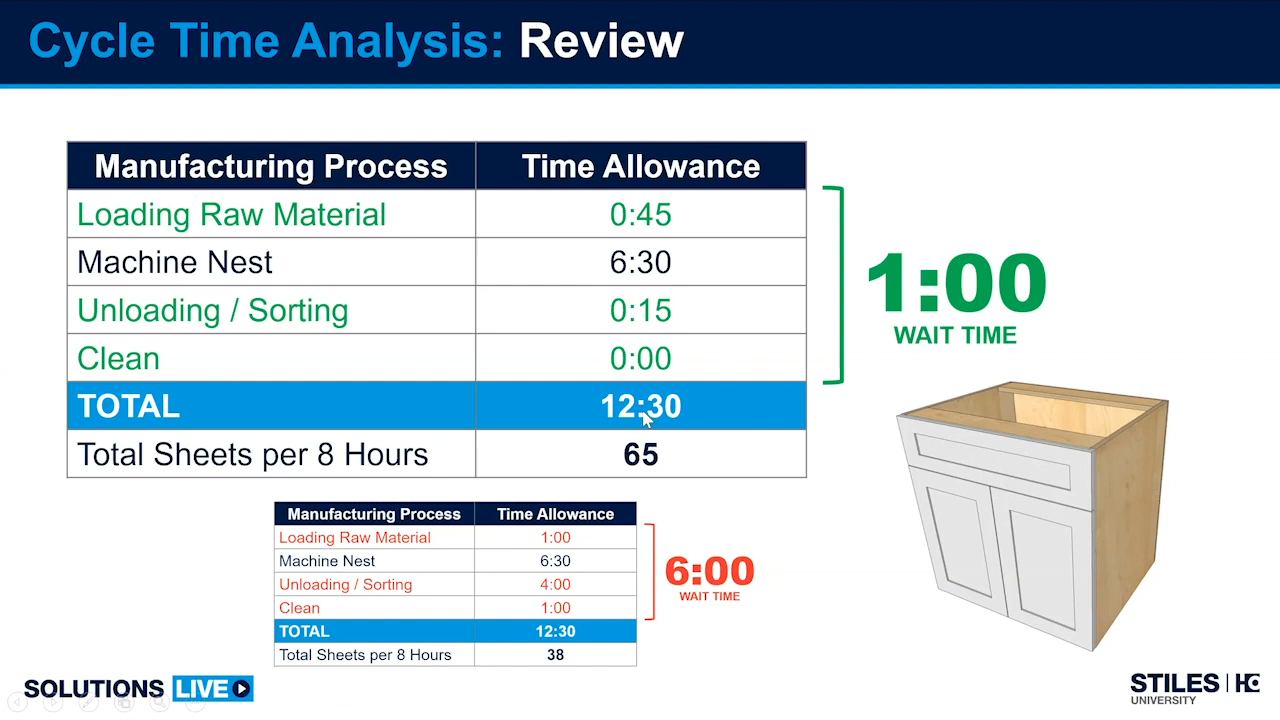 Cycle Time Analysis: Review
Manufacturing Process Time Allowance
Loading Raw Material 0:45
Machine Nest 6:30
Unloading / Sorting 0:15
Clean 0:00
TOTAL 12:30
Total Sheets per 8 Hours 65
1:00
WAIT TIME
Manufacturing Process Time Allowance
Loading Raw Material 1:00
Machine Nest 6:30
Unloading / Sorting 4:00
Clean 1:00
TOTAL 12:30
Total Sheets per 8 Hours 38
6:00
WAIT TIME
SOLUTIONS LIVE
STILES
UNIVERSITY